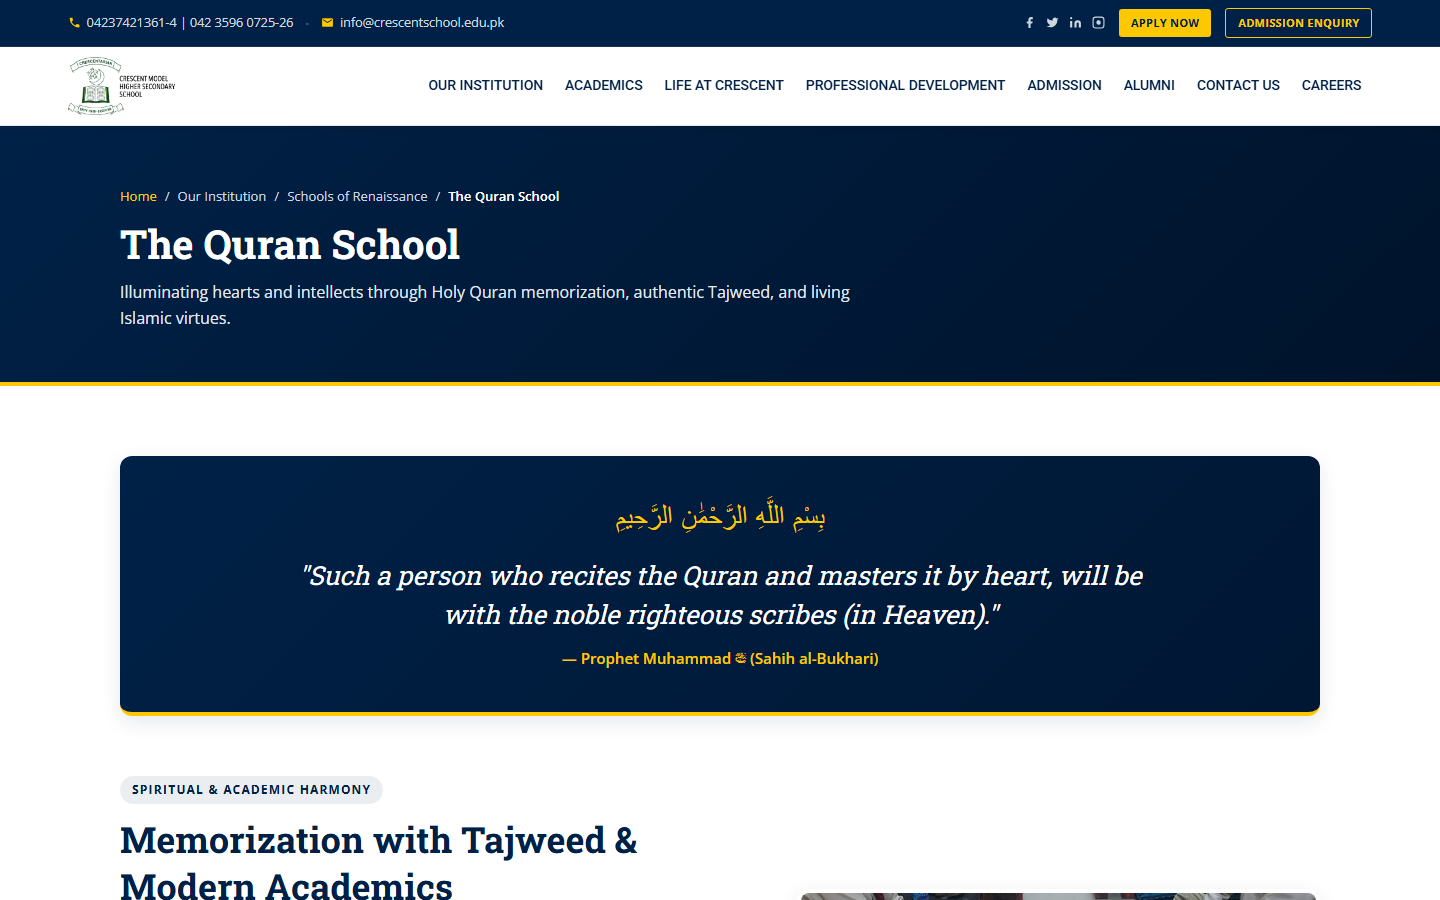 04237421361-4 | 042 3596 0725-26 - info@crescentschool.edu.pk
APPLY NOW
ADMISSION ENQUIRY
CRESCENT MODEL
HIGHER SECONDARY
SCHOOL
OUR INSTITUTION ACADEMICS LIFE AT CRESCENT PROFESSIONAL DEVELOPMENT ADMISSION ALUMNI CONTACT US CAREERS
Home / Our Institution / Schools of Renaissance / The Quran School
The Quran School
Illuminating hearts and intellects through Holy Quran memorization, authentic Tajweed, and living
Islamic virtues.
بِسْمِ اللَّهِ الرَّحْمَٰنِ الرَّحِيمِ
"Such a person who recites the Quran and masters it by heart, will be
with the noble righteous scribes (in Heaven)."
— Prophet Muhammad ﷺ (Sahih al-Bukhari)
SPIRITUAL & ACADEMIC HARMONY
Memorization with Tajweed &
Modern Academics